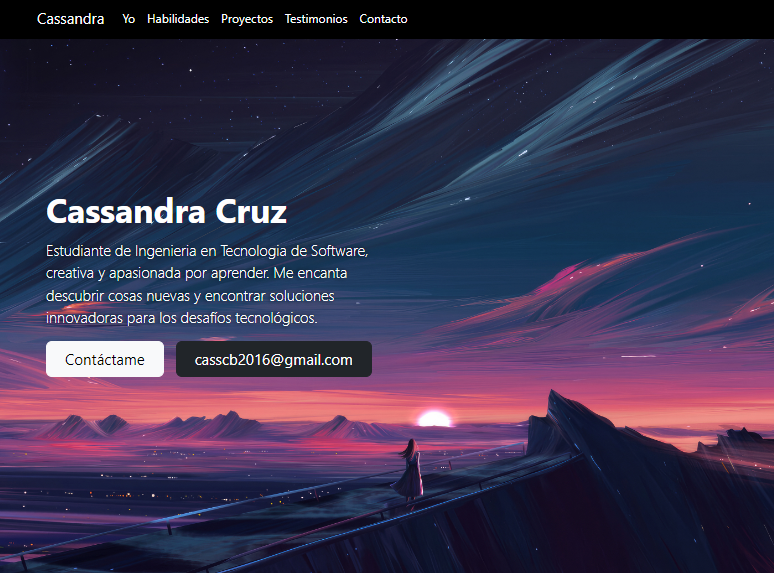 Cassandra Yo Habilidades Proyectos Testimonios Contacto
Cassandra Cruz
Estudiante de Ingenieria en Tecnologia de Software,
creativa y apasionada por aprender. Me encanta
descubrir cosas nuevas y encontrar soluciones
innovadoras para los desafíos tecnológicos.
Contáctame casscb2016@gmail.com